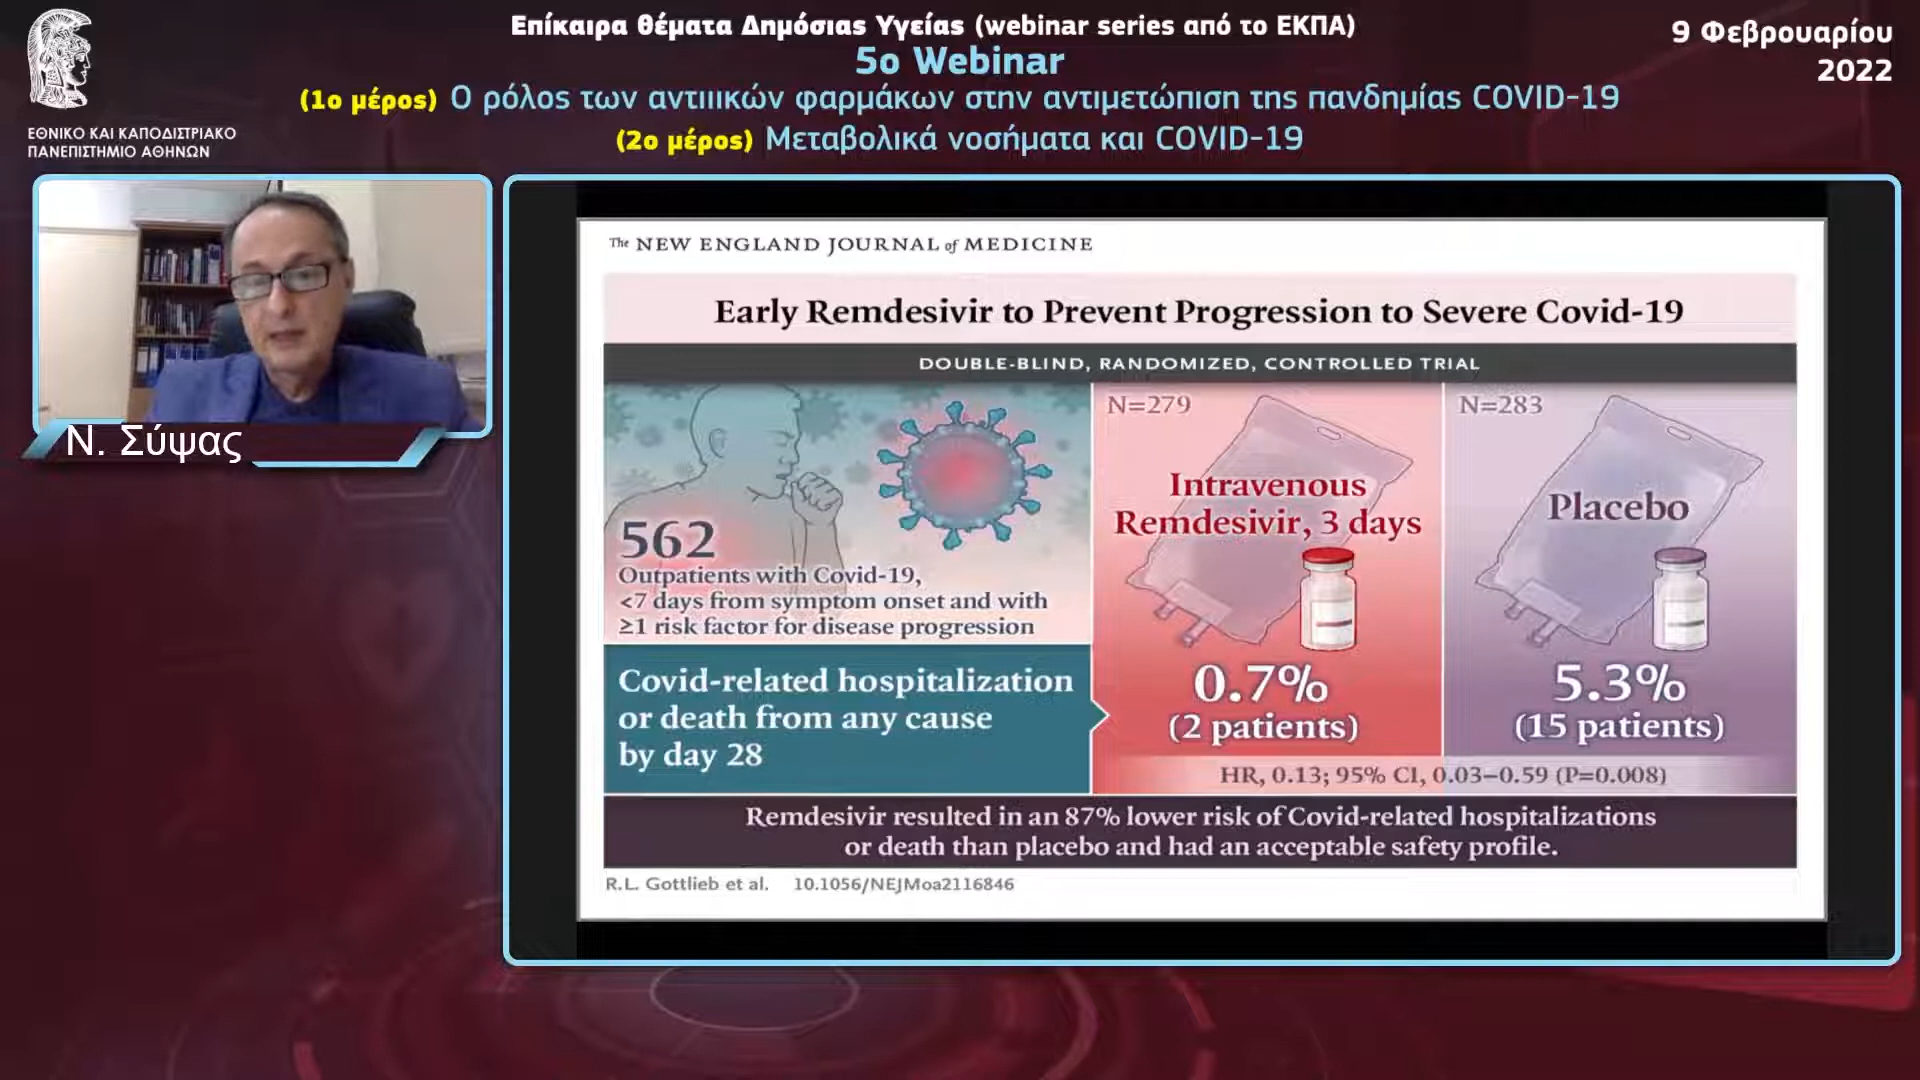 Επίκαιρα θέματα Δημόσιας Υγείας (webinar series από το ΕΚΠΑ)
5ο Webinar
(1ο μέρος) Ο ρόλος των αντιιικών φαρμάκων στην αντιμετώπιση της πανδημίας COVID-19
(2ο μέρος) Μεταβολικά νοσήματα και COVID-19
9 Φεβρουαρίου
2022
ΕΘΝΙΚΟ ΚΑΙ ΚΑΠΟΔΙΣΤΡΙΑΚΟ
ΠΑΝΕΠΙΣΤΗΜΙΟ ΑΘΗΝΩΝ
Ν. Σύψας
The NEW ENGLAND JOURNAL of MEDICINE
Early Remdesivir to Prevent Progression to Severe Covid-19
DOUBLE-BLIND, RANDOMIZED, CONTROLLED TRIAL
562
Outpatients with Covid-19,
<7 days from symptom onset and with
≥1 risk factor for disease progression
N=279
Intravenous
Remdesivir, 3 days
N=283
Placebo
Covid-related hospitalization
or death from any cause
by day 28
0.7%
(2 patients)
5.3%
(15 patients)
HR, 0.13; 95% CI, 0.03–0.59 (P=0.008)
Remdesivir resulted in an 87% lower risk of Covid-related hospitalizations
or death than placebo and had an acceptable safety profile.
R.L. Gottlieb et al. 10.1056/NEJMoa2116846